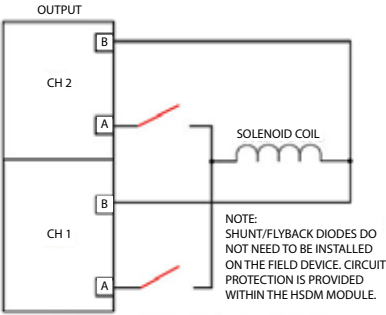 OUTPUT
B
CH 2
A
SOLENOID COIL
B
CH 1
A
NOTE:
SHUNT/FLYBACK DIODES DO
NOT NEED TO BE INSTALLED
ON THE FIELD DEVICE. CIRCUIT
PROTECTION IS PROVIDED
WITHIN THE HSDM MODULE.